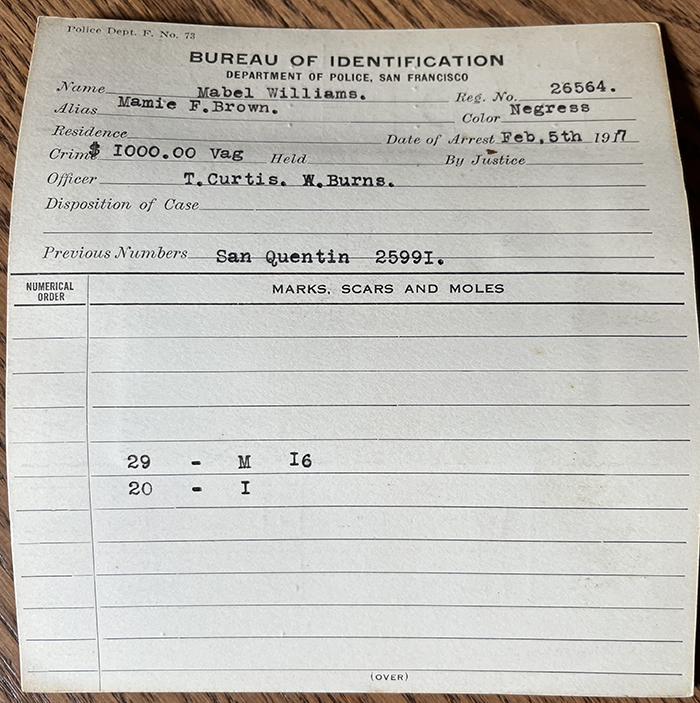 Police Dept. F. No. 73
BUREAU OF IDENTIFICATION
DEPARTMENT OF POLICE, SAN FRANCISCO
Name Mabel Williams. Reg. No. 26564.
Alias Mamie F.Brown. Color Negress
Residence Date of Arrest Feb,5th 1917
Crime $ I000.00 Vag Held By Justice
Officer T.Curtis. W.Burns.
Disposition of Case
Previous Numbers San Quentin 2599I.
NUMERICAL ORDER MARKS, SCARS AND MOLES
29 - M I6
20 - I
(OVER)